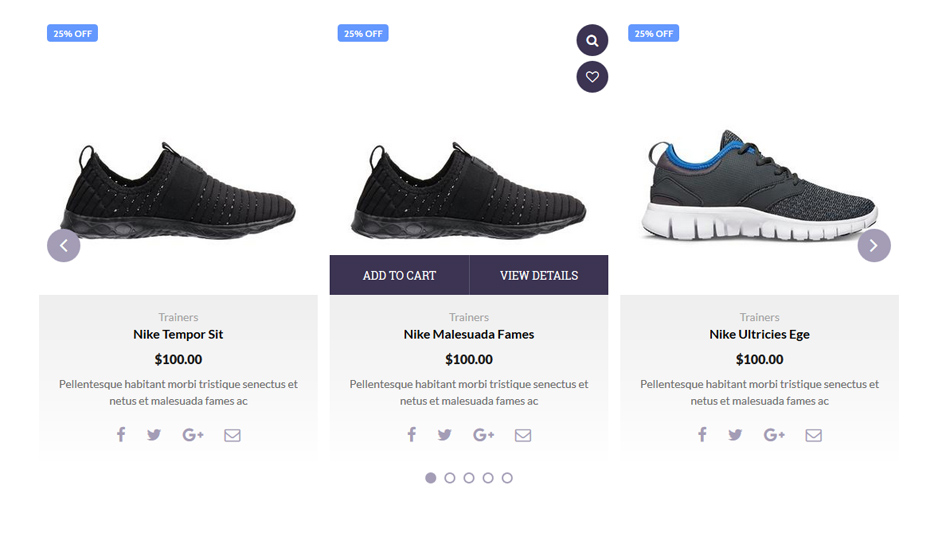 25% OFF
25% OFF
25% OFF
ADD TO CART
VIEW DETAILS
Trainers
Nike Tempor Sit
$100.00
Pellentesque habitant morbi tristique senectus et
netus et malesuada fames ac
Trainers
Nike Malesuada Fames
$100.00
Pellentesque habitant morbi tristique senectus et
netus et malesuada fames ac
Trainers
Nike Ultricies Ege
$100.00
Pellentesque habitant morbi tristique senectus et
netus et malesuada fames ac